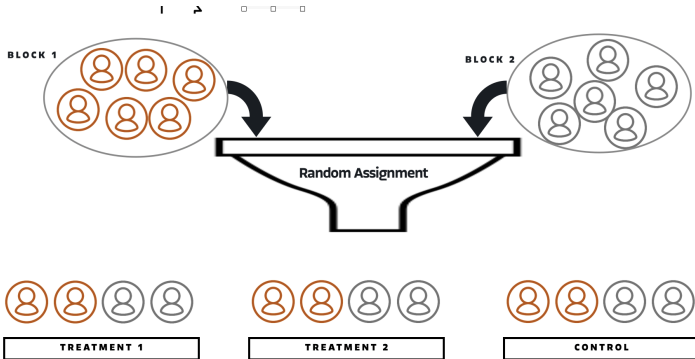 BLOCK 1
BLOCK 2
Random Assignment
TREATMENT 1
TREATMENT 2
CONTROL